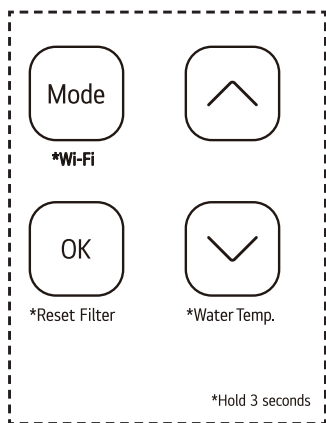 Mode
*Wi-Fi
OK
*Reset Filter
*Water Temp.
*Hold 3 seconds